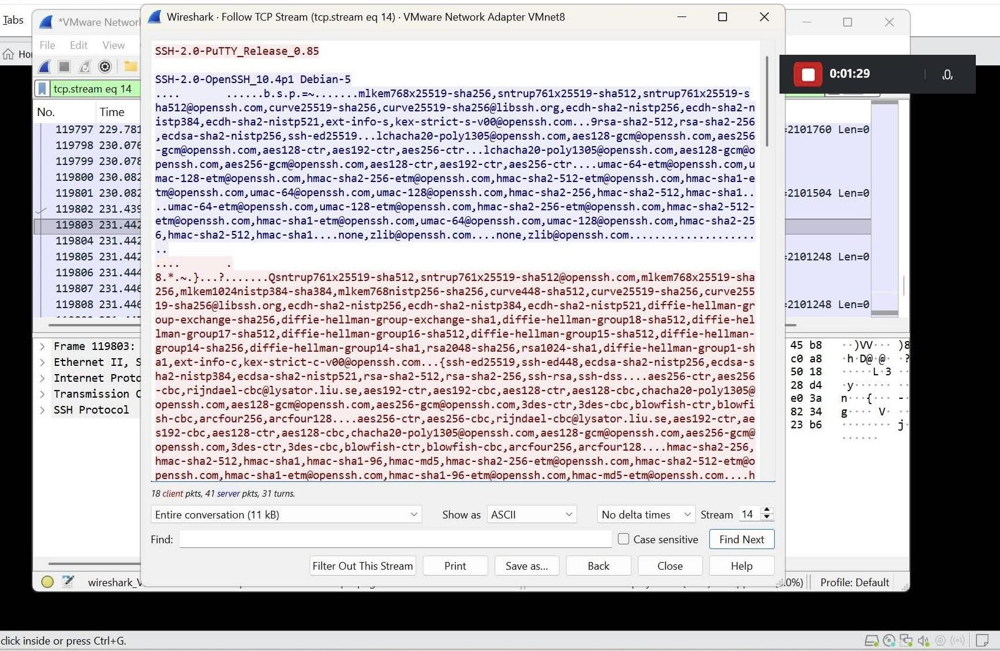 Tabs
*VMware Network
Wireshark · Follow TCP Stream (tcp.stream eq 14) · VMware Network Adapter VMnet8
File Edit View
tcp.stream eq 14
0:01:29
No. Time
119797 229.781
119798 230.076
119799 230.078
119800 230.082
119801 230.082
119802 231.439
119803 231.442
119804 231.442
119805 231.442
119806 231.444
119807 231.446
119808 231.446
Frame 119803:
Ethernet II, S
Internet Proto
Transmission C
SSH Protocol
SSH-2.0-PuTTY_Release_0.85
SSH-2.0-OpenSSH_10.4p1 Debian-5
.... ......b.s.p.=~.......mlkem768x25519-sha256,sntrup761x25519-sha512,sntrup761x25519-s
ha512@openssh.com,curve25519-sha256,curve25519-sha256@libssh.org,ecdh-sha2-nistp256,ecdh-sha2-n
istp384,ecdh-sha2-nistp521,ext-info-s,kex-strict-s-v00@openssh.com...9rsa-sha2-512,rsa-sha2-256
,ecdsa-sha2-nistp256,ssh-ed25519...lchacha20-poly1305@openssh.com,aes128-gcm@openssh.com,aes256
-gcm@openssh.com,aes128-ctr,aes192-ctr,aes256-ctr...lchacha20-poly1305@openssh.com,aes128-gcm@o
penssh.com,aes256-gcm@openssh.com,aes128-ctr,aes192-ctr,aes256-ctr....umac-64-etm@openssh.com,u
mac-128-etm@openssh.com,hmac-sha2-256-etm@openssh.com,hmac-sha2-512-etm@openssh.com,hmac-sha1-e
tm@openssh.com,umac-64@openssh.com,umac-128@openssh.com,hmac-sha2-256,hmac-sha2-512,hmac-sha1..
..umac-64-etm@openssh.com,umac-128-etm@openssh.com,hmac-sha2-256-etm@openssh.com,hmac-sha2-512-
etm@openssh.com,hmac-sha1-etm@openssh.com,umac-64@openssh.com,umac-128@openssh.com,hmac-sha2-25
6,hmac-sha2-512,hmac-sha1....none,zlib@openssh.com....none,zlib@openssh.com....................
..
.... .
8.*.~.}...?.......Qsntrup761x25519-sha512,sntrup761x25519-sha512@openssh.com,mlkem768x25519-sha
256,mlkem1024nistp384-sha384,mlkem768nistp256-sha256,curve448-sha512,curve25519-sha256,curve255
19-sha256@libssh.org,ecdh-sha2-nistp256,ecdh-sha2-nistp384,ecdh-sha2-nistp521,diffie-hellman-gr
oup-exchange-sha256,diffie-hellman-group-exchange-sha1,diffie-hellman-group18-sha512,diffie-hel
lman-group17-sha512,diffie-hellman-group16-sha512,diffie-hellman-group15-sha512,diffie-hellman-
group14-sha256,diffie-hellman-group14-sha1,rsa2048-sha256,rsa1024-sha1,diffie-hellman-group1-sh
a1,ext-info-c,kex-strict-c-v00@openssh.com...{ssh-ed25519,ssh-ed448,ecdsa-sha2-nistp256,ecdsa-s
ha2-nistp384,ecdsa-sha2-nistp521,rsa-sha2-512,rsa-sha2-256,ssh-rsa,ssh-dss....aes256-ctr,aes256
-cbc,rijndael-cbc@lysator.liu.se,aes192-ctr,aes192-cbc,aes128-ctr,aes128-cbc,chacha20-poly1305@
openssh.com,aes128-gcm@openssh.com,aes256-gcm@openssh.com,3des-ctr,3des-cbc,blowfish-ctr,blowfi
sh-cbc,arcfour256,arcfour128....aes256-ctr,aes256-cbc,rijndael-cbc@lysator.liu.se,aes192-ctr,ae
s192-cbc,aes128-ctr,aes128-cbc,chacha20-poly1305@openssh.com,aes128-gcm@openssh.com,aes256-gcm@
openssh.com,3des-ctr,3des-cbc,blowfish-ctr,blowfish-cbc,arcfour256,arcfour128....hmac-sha2-256,
hmac-sha2-512,hmac-sha1,hmac-sha1-96,hmac-md5,hmac-sha2-256-etm@openssh.com,hmac-sha2-512-etm@o
penssh.com,hmac-sha1-etm@openssh.com,hmac-sha1-96-etm@openssh.com,hmac-md5-etm@openssh.com....h
=2101760 Len=0
=2101504 Len=0
=2101248 Len=0
=2101248 Len=0
45 b8 ··)VV··· )8
c0 a8 ·h·D@·@· ·?
50 18 ·····L·3 ··
28 d4 ·y······ ··
e0 3a n···{··· ·-
82 34 g····V· ··
23 b6 ········ j·
······
18 client pkts, 41 server pkts, 31 turns.
Entire conversation (11 kB) Show as ASCII No delta times Stream 14
Find: Case sensitive Find Next
Filter Out This Stream Print Save as... Back Close Help
wireshark_V
.0%) Profile: Default
click inside or press Ctrl+G.